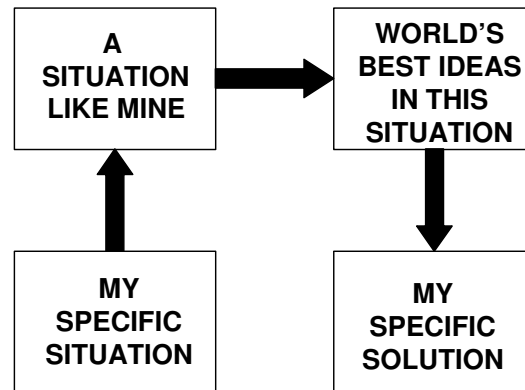 A
SITUATION
LIKE MINE
WORLD'S
BEST IDEAS
IN THIS
SITUATION
MY
SPECIFIC
SITUATION
MY
SPECIFIC
SOLUTION